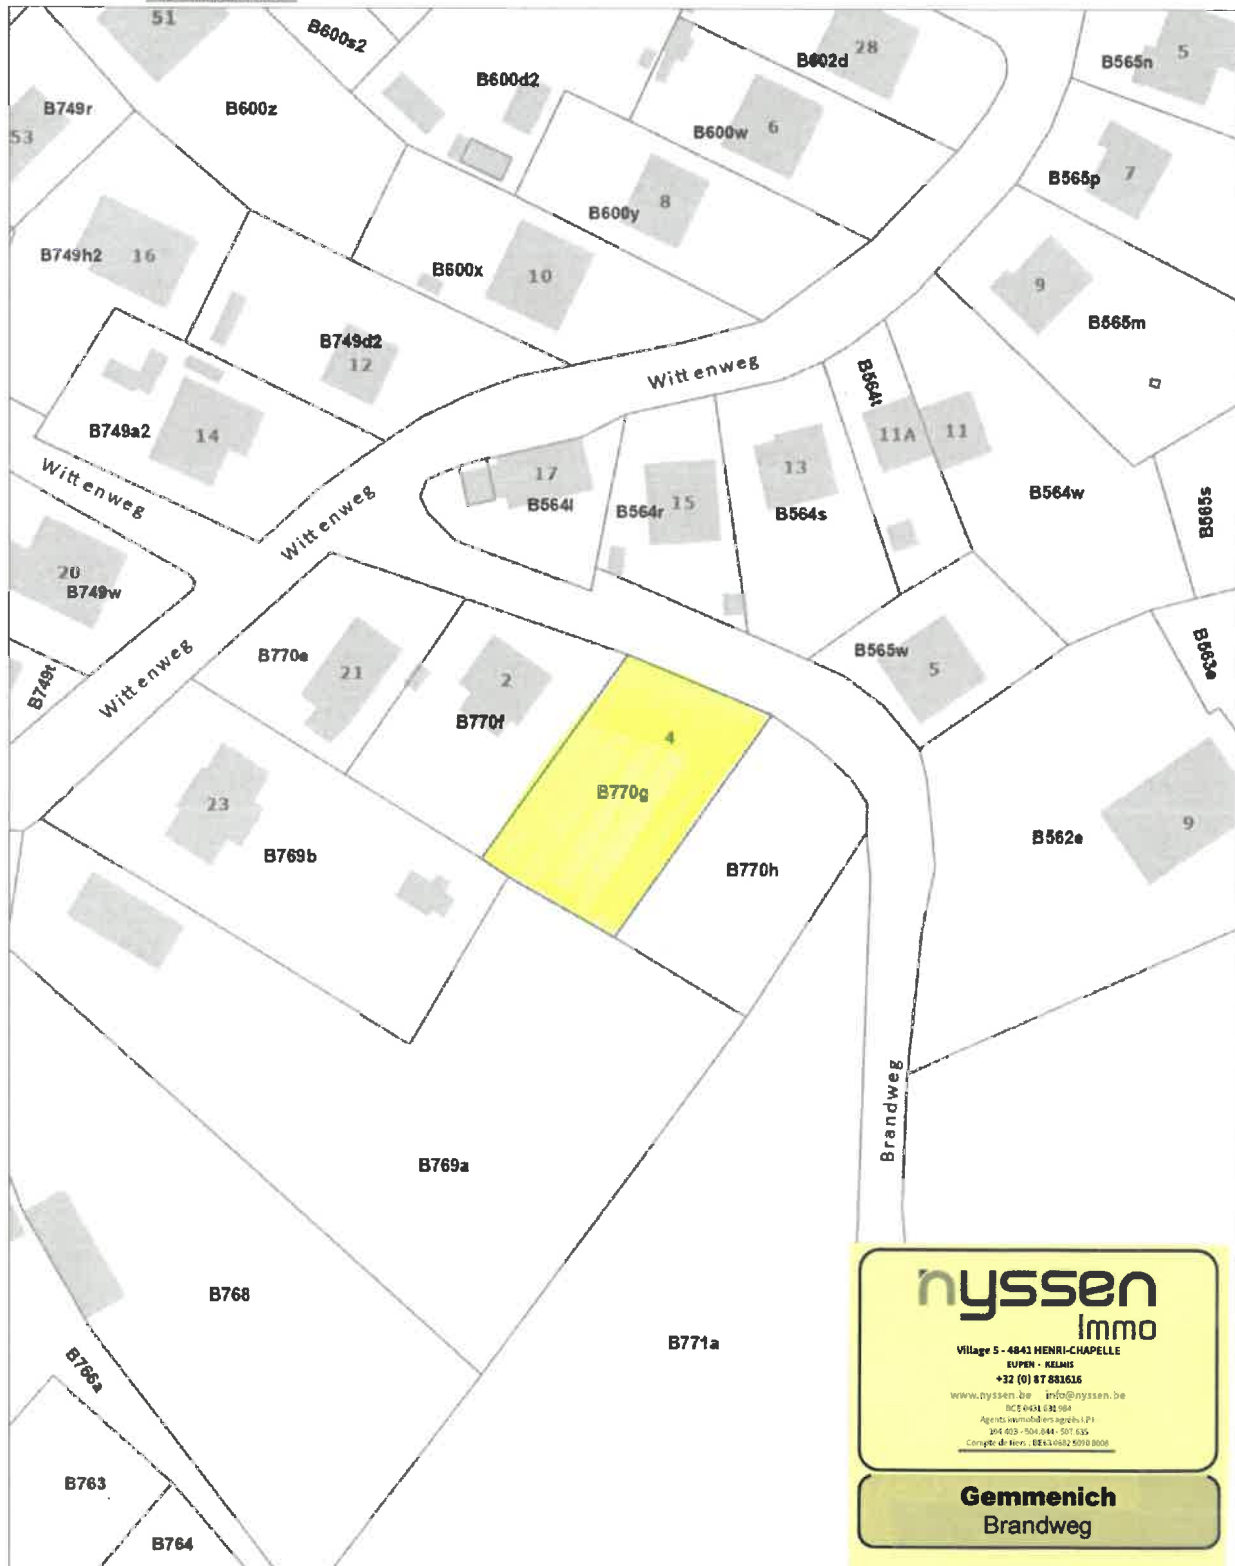 51
B600s2
B600d2
B602d
28
B565n
5
B749r
53
B600z
B600w
6
B565p
7
B749h2
16
B600y
8
B600x
10
9
B565m
B749d2
12
Wittenweg
B564t
B749a2
14
11A
11
Wittenweg
Wittenweg
17
B564l
B564r
15
13
B564s
B564w
B565s
20
B749w
B749t
Wittenweg
B770e
21
2
B770f
B565w
5
B563e
4
B770g
23
B769b
B770h
B562e
9
Brandweg
B769a
B768
B771a
B766a
B763
B764
nyssen
Immo
Village 5 - 4841 HENRI-CHAPELLE
EUPEN - KELMIS
+32 (0) 87 881616
www.nyssen.be info@nyssen.be
Agents immobiliers agréés I.P.I
Gemmenich
Brandweg